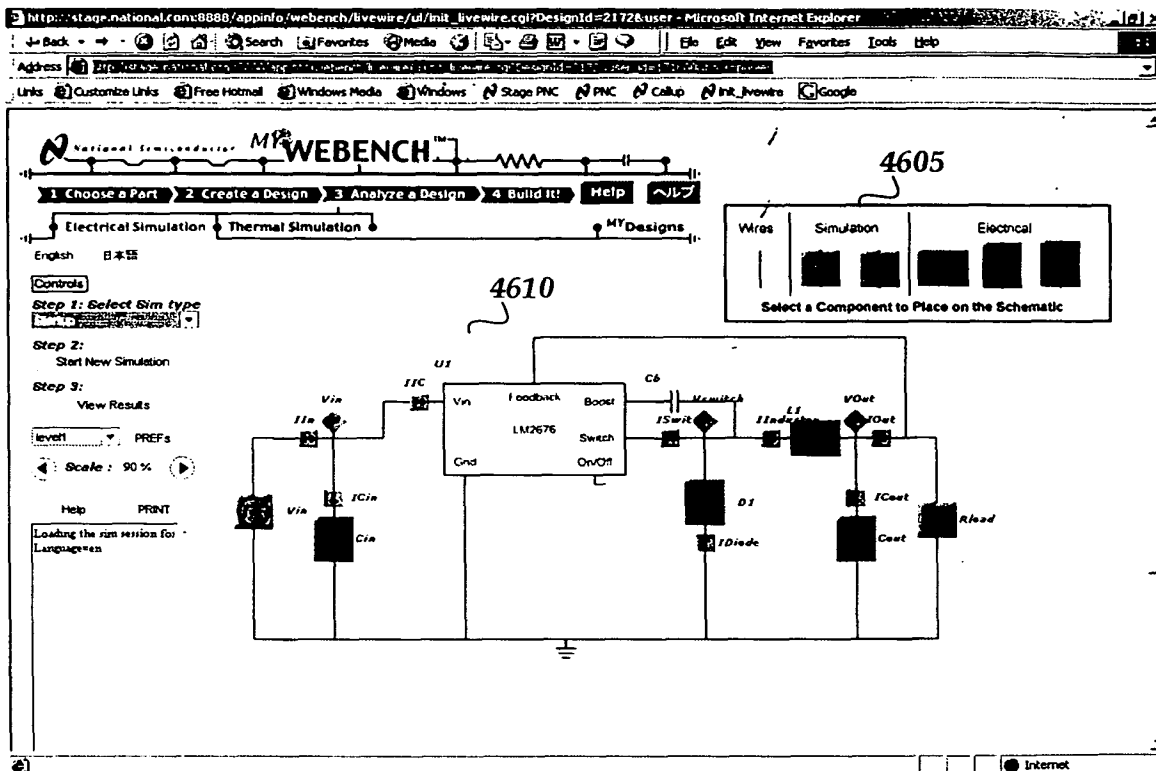 http://stage.national.com:8888/appinfo/webench/livewire/ul/init_livewire.cgi?DesignId=2172&user - Microsoft Internet Explorer
Back Search Favorites Media File Edit View Favorites Tools Help
Address
Links Customize Links Free Hotmail Windows Media Windows Stage PNC PNC Callup init_livewire Google
National Semiconductor MY WEBENCH™
4605
1 Choose a Part 2 Create a Design 3 Analyze a Design 4 Build It! Help ヘルプ
Electrical Simulation Thermal Simulation MY Designs
Wires Simulation Electrical
Select a Component to Place on the Schematic
English 日本語
Controls
Step 1: Select Sim type
4610
Step 2:
Start New Simulation
Step 3:
View Results
level1 PREFs
Scale : 90 %
Help PRINT
Loading the sim session for
Language=en
U1
IIC
Vin
IIn
Vin
ICin
Cin
Vin Feedback Boost
LM2676
Switch
Gnd On/Off
Cb
Vswitch
ISwit
L1
IInductor
VOut
IOut
D1
IDiode
ICout
Cout
Rload
Internet